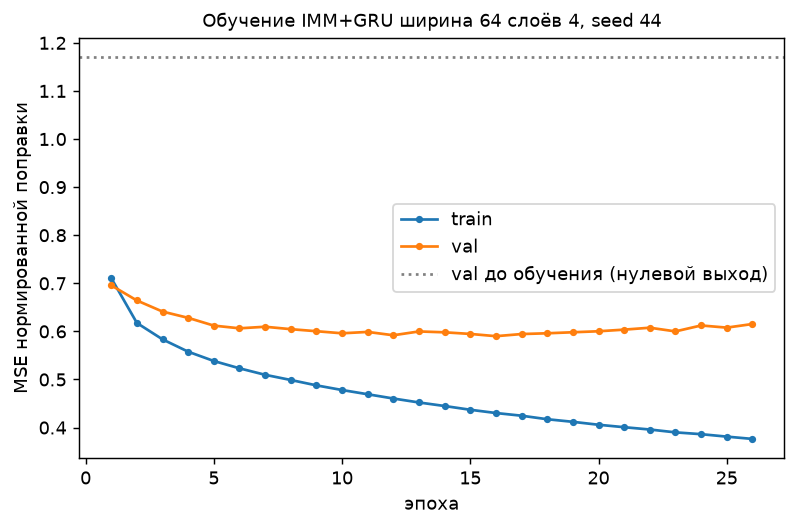 Обучение IMM+GRU ширина 64 слоёв 4, seed 44
MSE нормированной поправки
1.2
1.1
1.0
0.9
0.8
0.7
0.6
0.5
0.4
train
val
val до обучения (нулевой выход)
0 5 10 15 20 25
эпоха